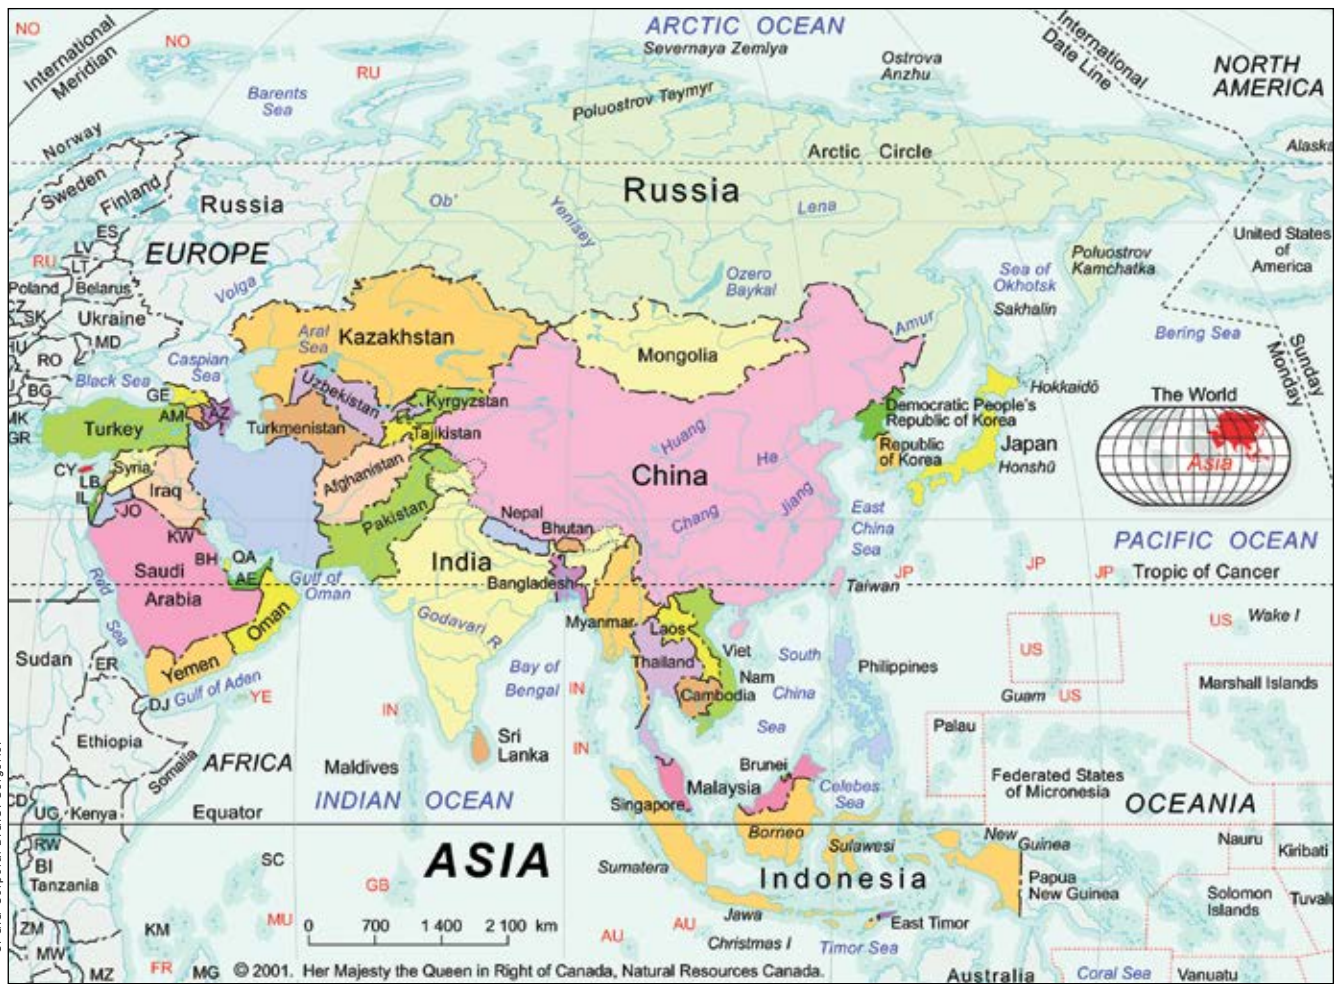 NO
International
Meridian
NO
RU
ARCTIC OCEAN
Severnaya Zemlya
Ostrova
Anzhu
International
Date Line
NORTH
AMERICA
Barents
Sea
Poluostrov Taymyr
Norway
Sweden
Finland
Russia
Arctic Circle
Alaska
Russia
Ob'
Yenisey
Lena
ES
LV
RU
LT
EUROPE
Poland
Belarus
Volga
Ozero
Baykal
Sea of
Okhotsk
Sakhalin
Poluostrov
Kamchatka
United States
of
America
CZ
SK
Ukraine
MD
HU
RO
BG
Black Sea
Caspian
Sea
Aral
Sea
Kazakhstan
Mongolia
Amur
Bering Sea
Sunday
Monday
GE
AM
AZ
MK
GR
Turkey
Uzbekistan
Turkmenistan
Kyrgyzstan
Tajikistan
Hokkaidō
Democratic People's
Republic of Korea
Republic
of Korea
Japan
Honshū
The World
Asia
CY
LB
IL
Syria
Iraq
JO
KW
Afghanistan
Pakistan
Huang
He
China
Chang
Jiang
East
China
Sea
PACIFIC OCEAN
Nepal
Bhutan
India
Bangladesh
BH
QA
AE
Saudi
Arabia
Gulf of
Oman
Oman
Red
Sea
Taiwan
JP
JP
JP
Tropic of Cancer
Godavari R
Myanmar
Laos
Viet
Nam
Thailand
Cambodia
South
China
Sea
Philippines
US
Wake I
US
Guam
US
Marshall Islands
Sudan
ER
Yemen
DJ
Gulf of Aden
YE
Bay of
Bengal
IN
IN
IN
Palau
Ethiopia
Somalia
AFRICA
Sri
Lanka
Maldives
Brunei
Malaysia
Singapore
Celebes
Sea
Federated States
of Micronesia
OCEANIA
CD
UG
Kenya
Equator
INDIAN OCEAN
RW
BI
Tanzania
SC
ASIA
Borneo
Sulawesi
New
Guinea
Nauru
Kiribati
Sumatera
Indonesia
Papua
New Guinea
Solomon
Islands
Tuvalu
GB
MU
0 700 1 400 2 100 km
Jawa
East Timor
AU
AU
Christmas I
Timor Sea
ZM
MW
KM
MZ
FR
MG
© 2001. Her Majesty the Queen in Right of Canada, Natural Resources Canada.
Australia
Coral Sea
Vanuatu